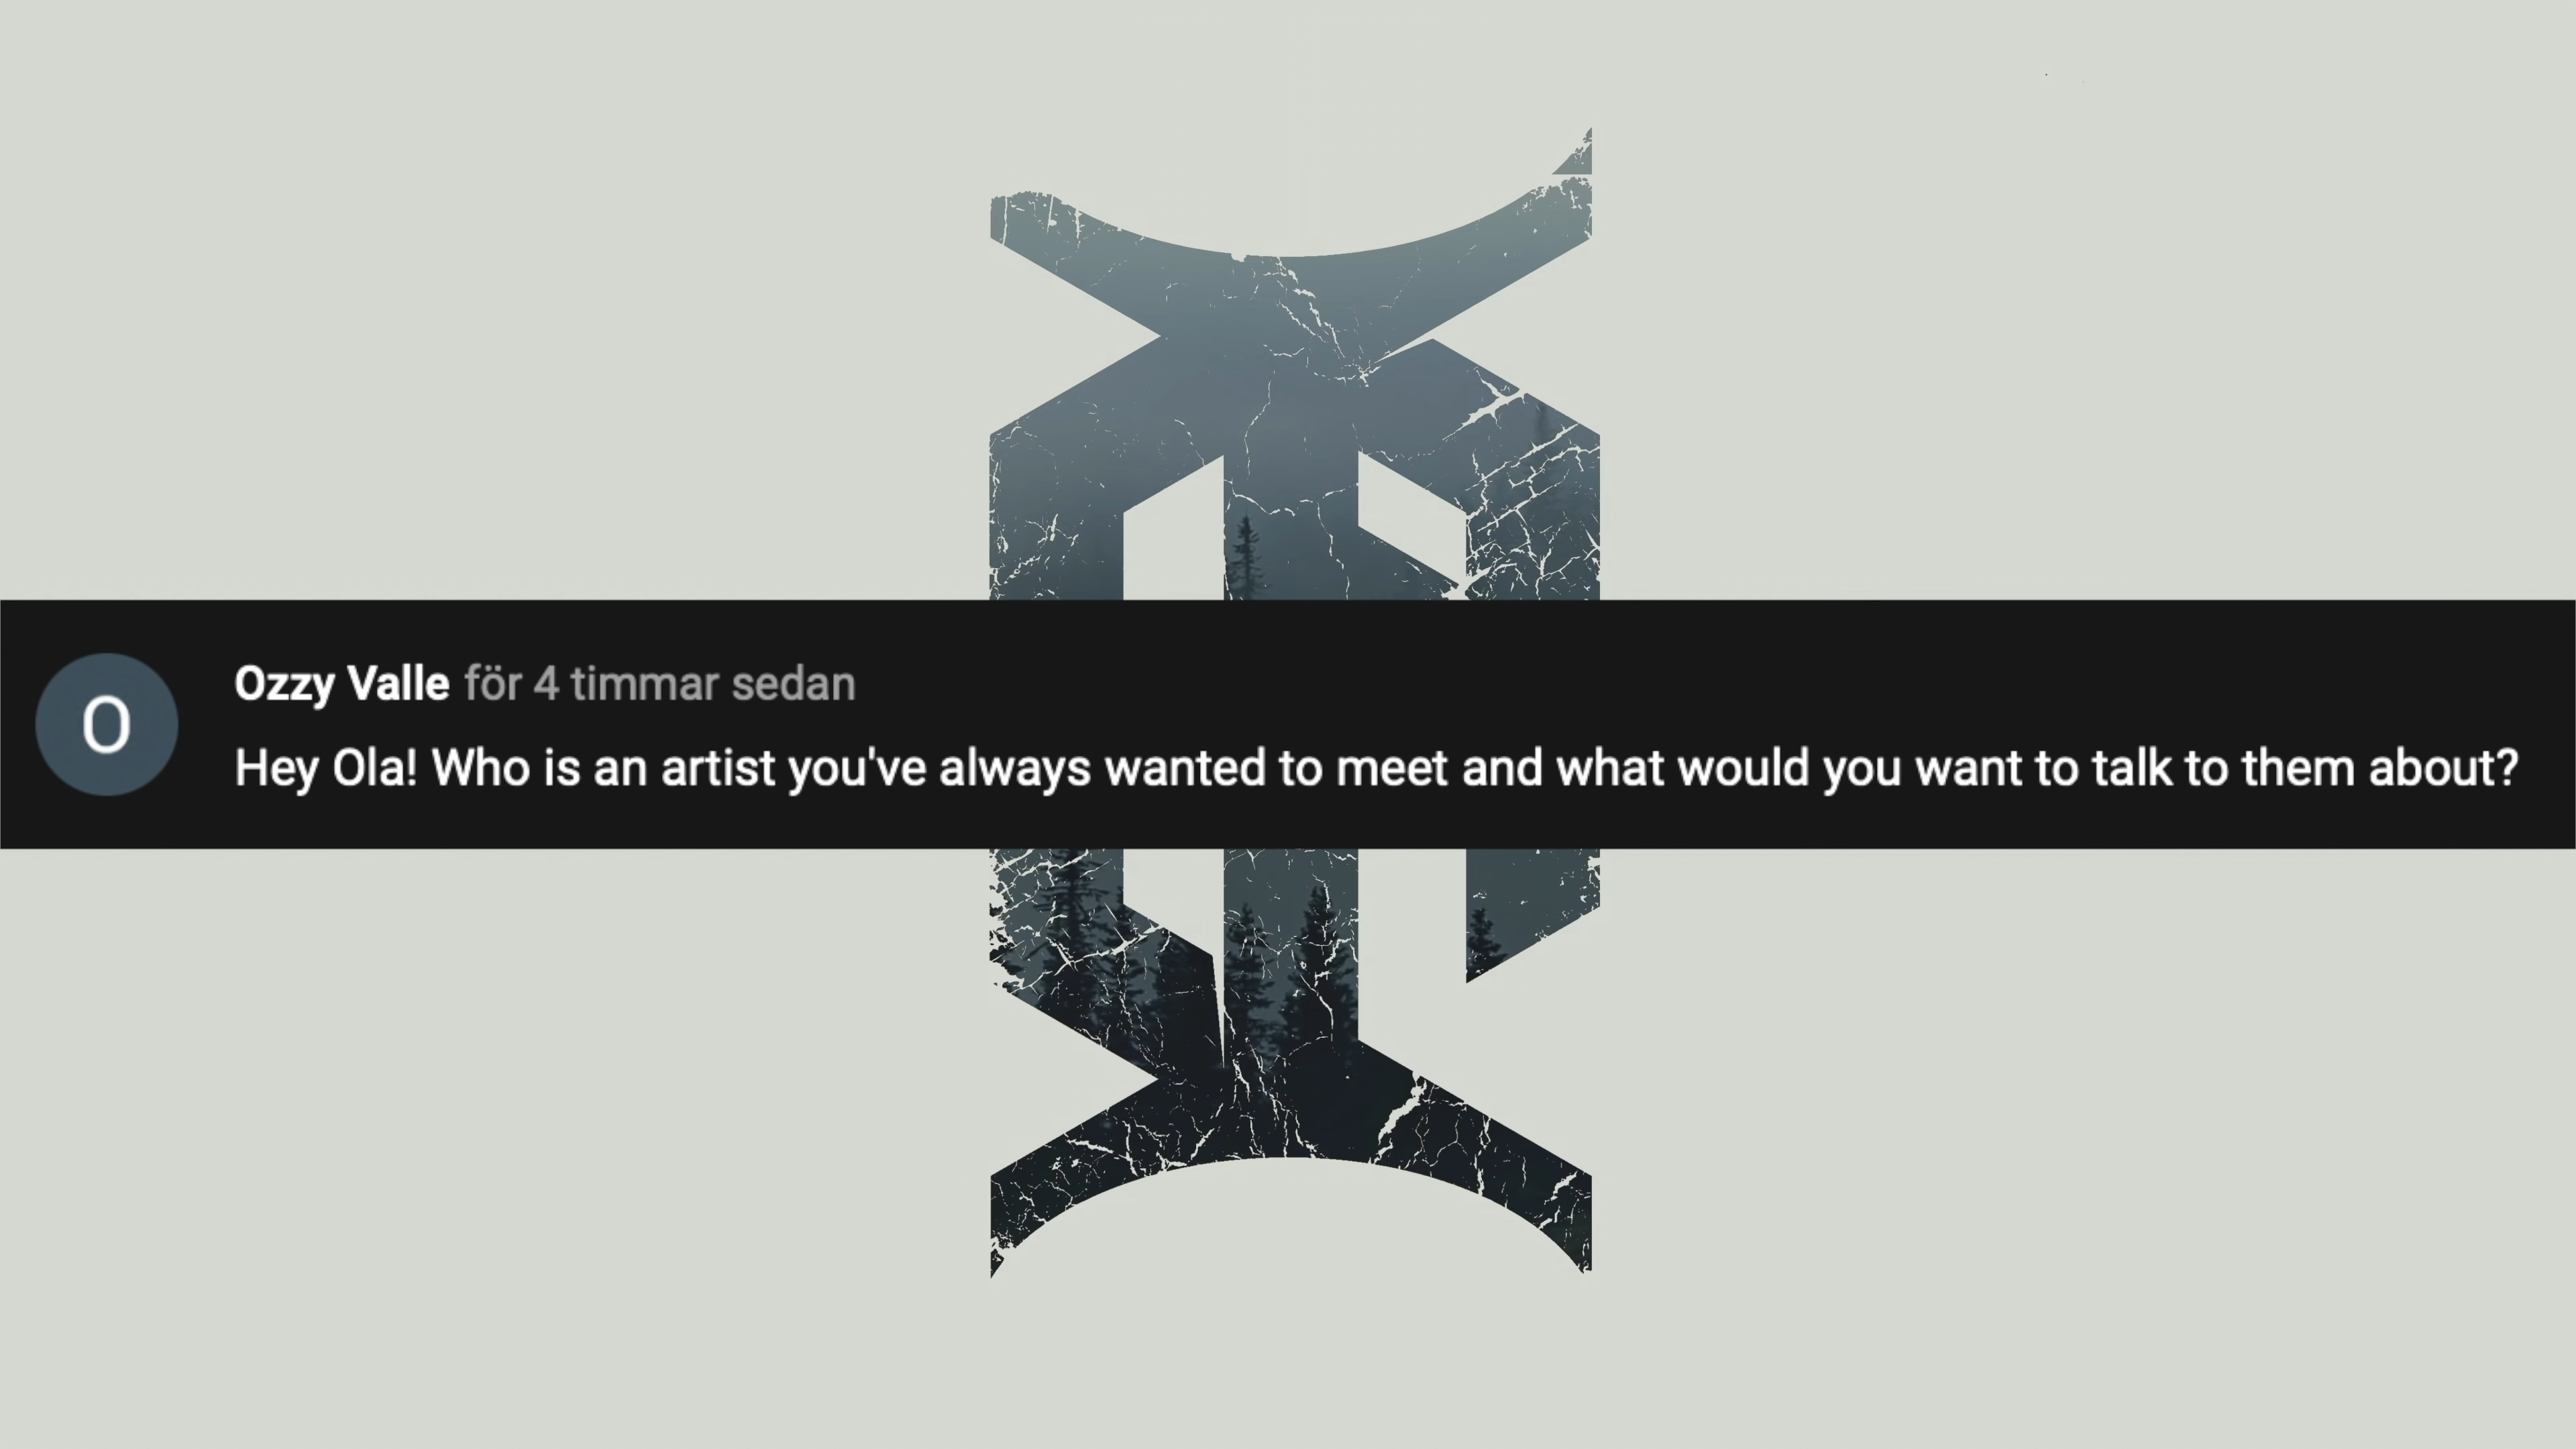 O
Ozzy Valle för 4 timmar sedan
Hey Ola! Who is an artist you've always wanted to meet and what would you want to talk to them about?